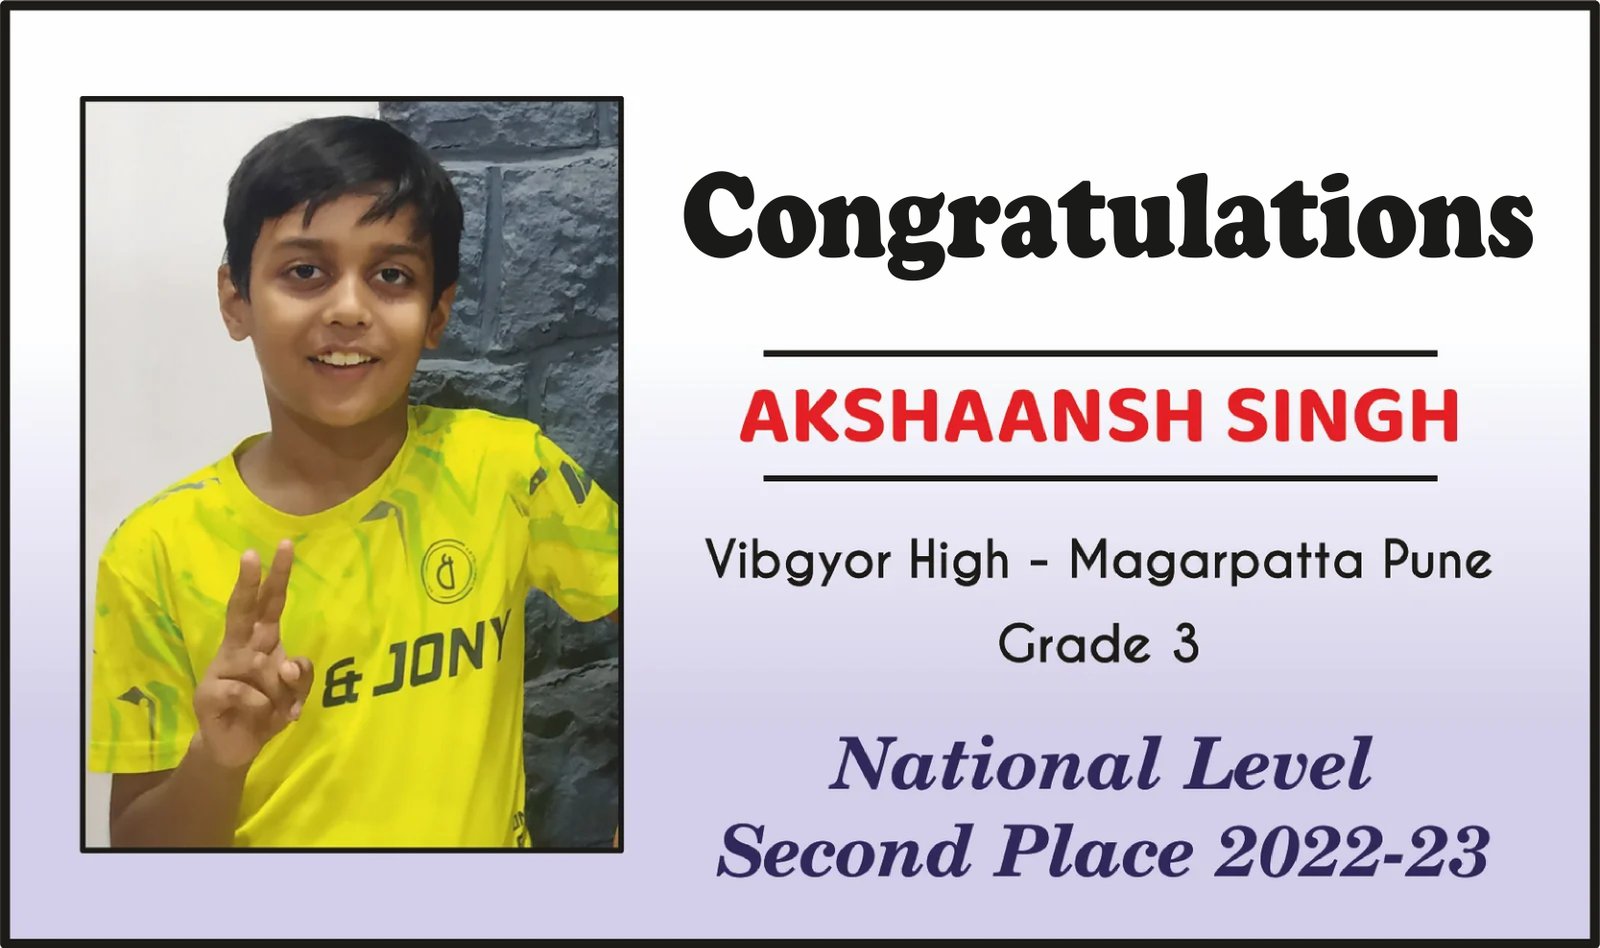 Congratulations
AKSHAANSH SINGH
Vibgyor High - Magarpatta Pune
Grade 3
National Level
Second Place 2022-23
& JONY